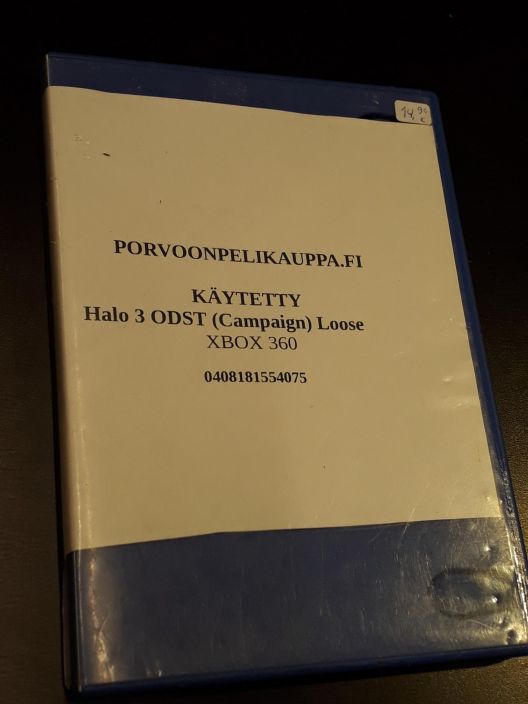 14,90
€
PORVOONPELIKAUPPA.FI
KÄYTETTY
Halo 3 ODST (Campaign) Loose
XBOX 360
0408181554075